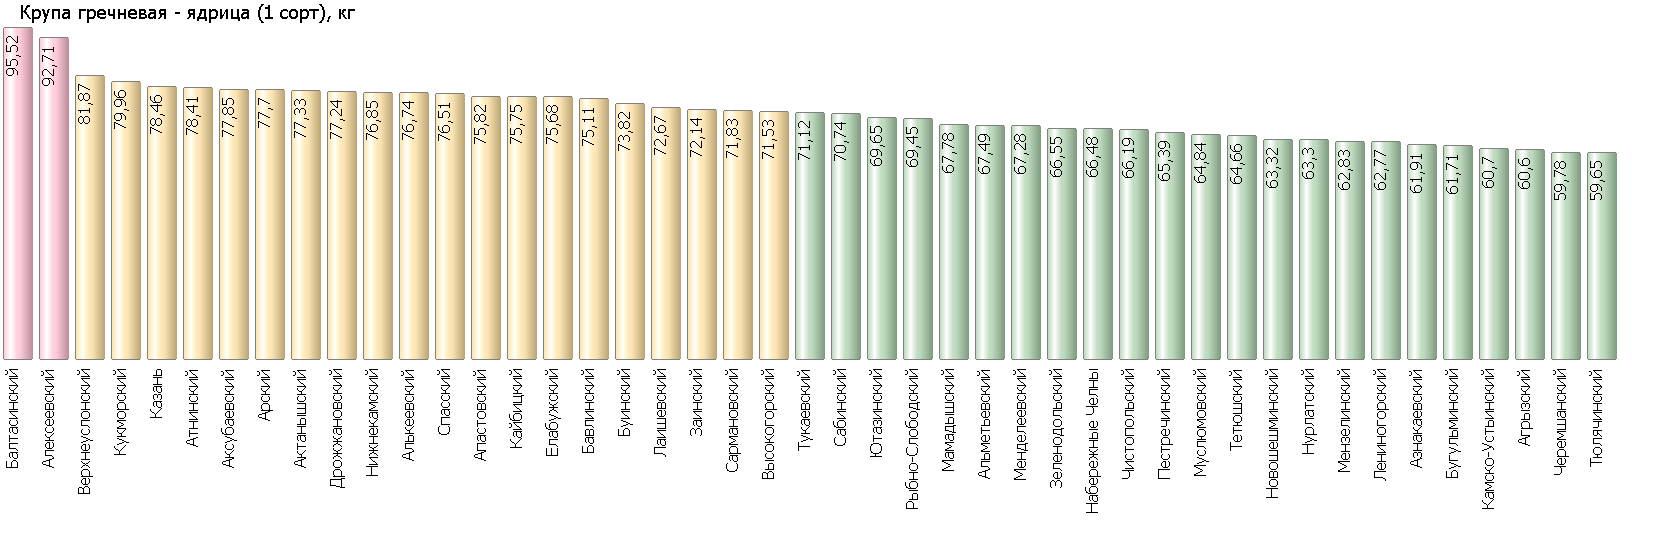 Крупа гречневая - ядрица (1 сорт), кг
95,52
92,71
81,87
79,96
78,46
78,41
77,85
77,7
77,33
77,24
76,85
76,74
76,51
75,82
75,75
75,68
75,11
73,82
72,67
72,14
71,83
71,53
71,12
70,74
69,65
69,45
67,78
67,49
67,28
66,55
66,48
66,19
65,39
64,84
64,66
63,32
63,3
62,83
62,77
61,91
61,71
60,7
60,6
59,78
59,65
Балтасинский
Алексеевский
Верхнеуслонский
Кукморский
Казань
Атнинский
Аксубаевский
Арский
Актанышский
Дрожжановский
Нижнекамский
Алькеевский
Спасский
Апастовский
Кайбицкий
Елабужский
Бавлинский
Буинский
Лаишевский
Заинский
Сармановский
Высокогорский
Тукаевский
Сабинский
Ютазинский
Рыбно-Слободский
Мамадышский
Альметьевский
Менделеевский
Зеленодольский
Набережные Челны
Чистопольский
Пестречинский
Муслюмовский
Тетюшский
Новошешминский
Нурлатский
Мензелинский
Лениногорский
Азнакаевский
Бугульминский
Камско-Устьинский
Агрызский
Черемшанский
Тюлячинский